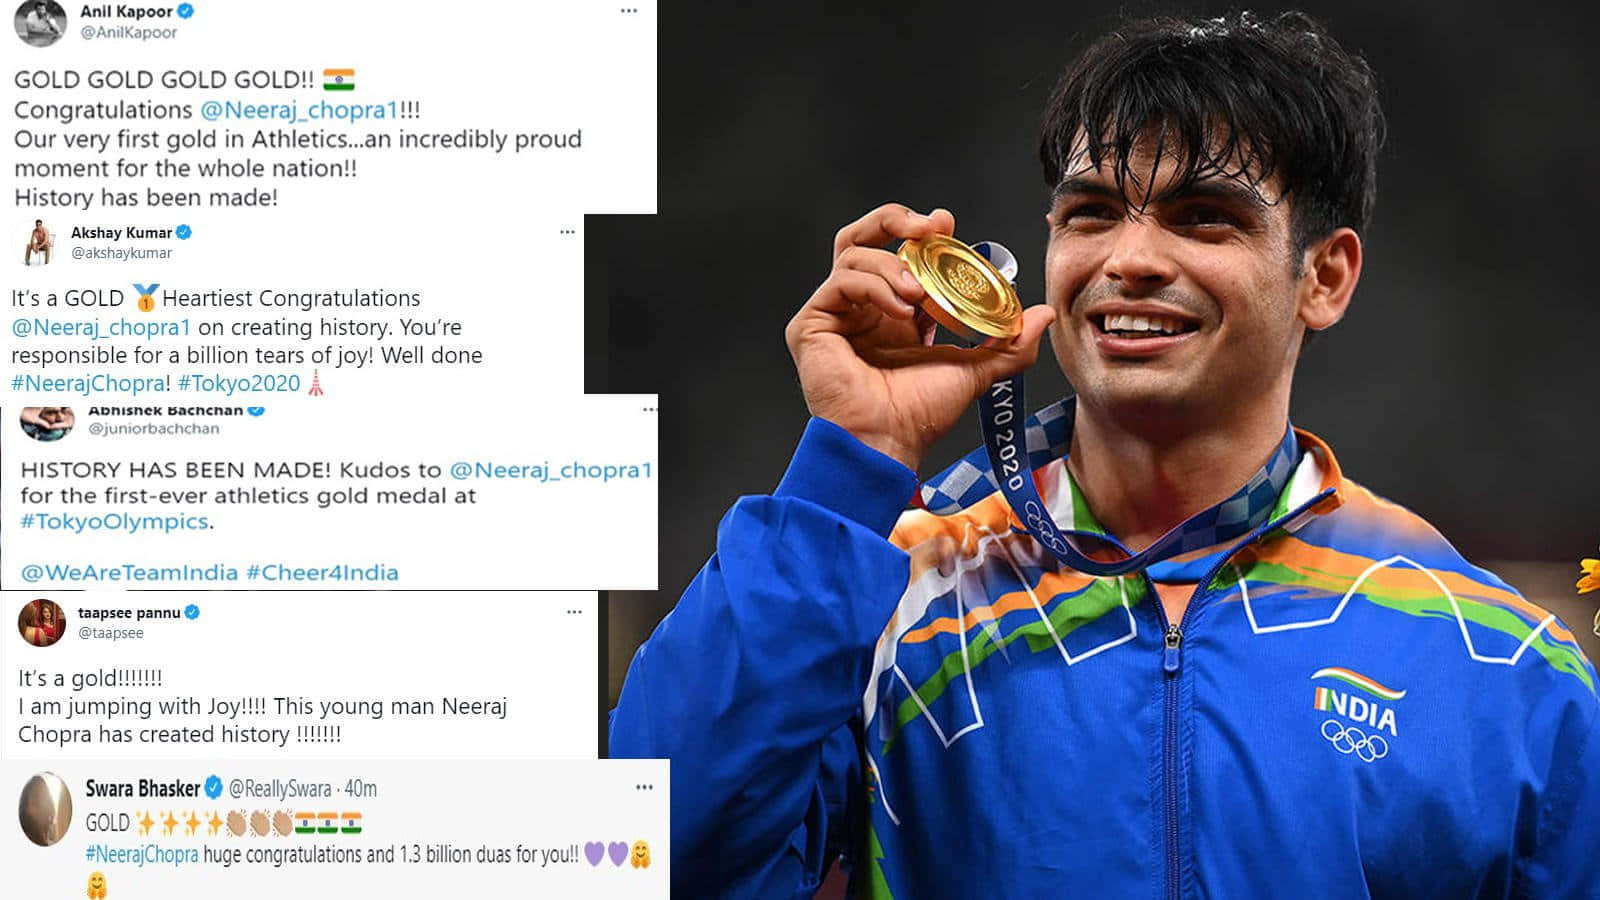 Anil Kapoor
@AnilKapoor
GOLD GOLD GOLD GOLD!! 🇮🇳
Congratulations @Neeraj_chopra1!!!
Our very first gold in Athletics...an incredibly proud
moment for the whole nation!!
History has been made!
Akshay Kumar
@akshaykumar
It's a GOLD 🥇 Heartiest Congratulations
@Neeraj_chopra1 on creating history. You're
responsible for a billion tears of joy! Well done
#NeerajChopra! #Tokyo2020 🗼
Abhishek Bachchan
@juniorbachchan
HISTORY HAS BEEN MADE! Kudos to @Neeraj_chopra1
for the first-ever athletics gold medal at
#TokyoOlympics.
@WeAreTeamIndia #Cheer4India
taapsee pannu
@taapsee
It's a gold!!!!!!!
I am jumping with Joy!!!! This young man Neeraj
Chopra has created history !!!!!!!
Swara Bhasker @ReallySwara · 40m
GOLD ✨✨✨✨👏🏽👏🏽👏🏽🇮🇳🇮🇳🇮🇳
#NeerajChopra huge congratulations and 1.3 billion duas for you!! 💜💜🤗
🤗
KYO 2020
INDIA